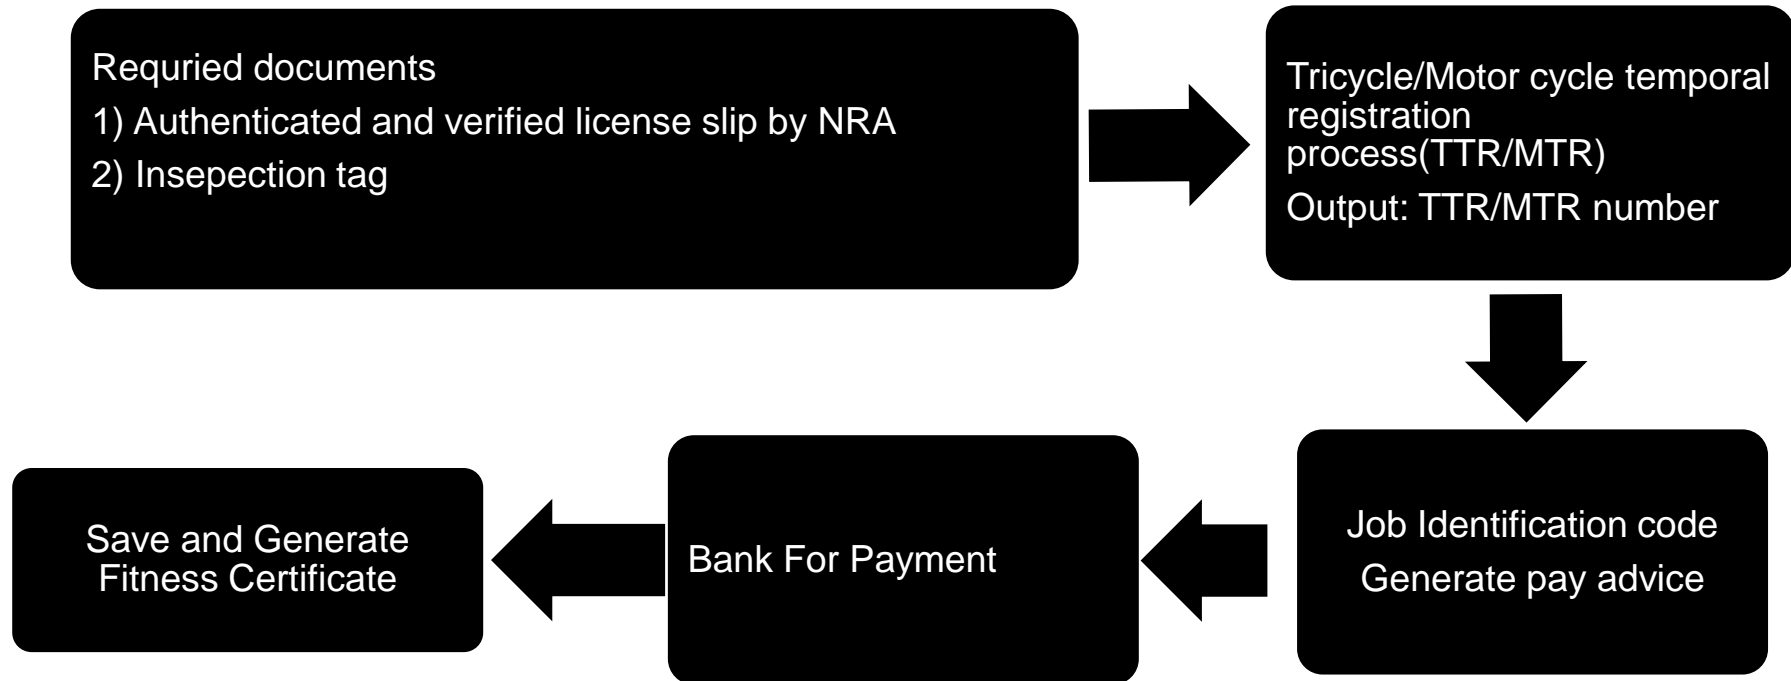 Requried documents
1) Authenticated and verified license slip by NRA
2) Insepection tag
Tricycle/Motor cycle temporal
registration
process(TTR/MTR)
Output: TTR/MTR number
Job Identification code
Generate pay advice
Bank For Payment
Save and Generate
Fitness Certificate